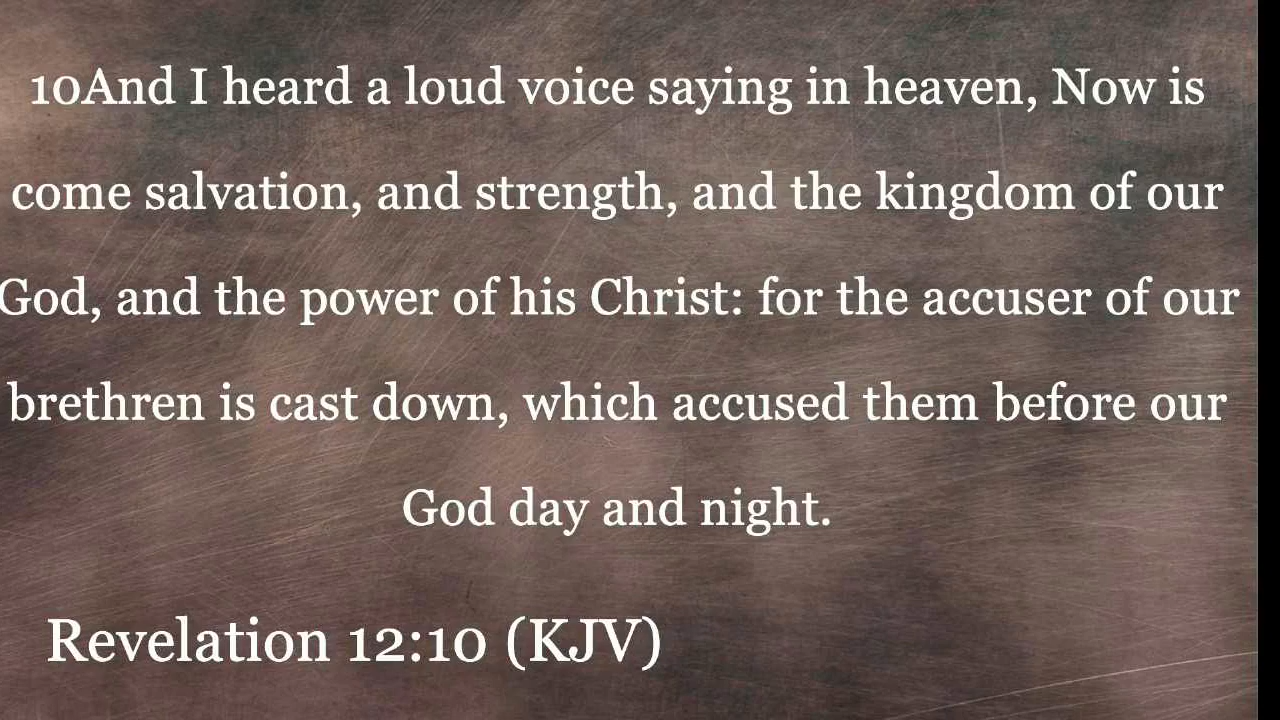 10And I heard a loud voice saying in heaven, Now is
come salvation, and strength, and the kingdom of our
God, and the power of his Christ: for the accuser of our
brethren is cast down, which accused them before our
God day and night.
Revelation 12:10 (KJV)